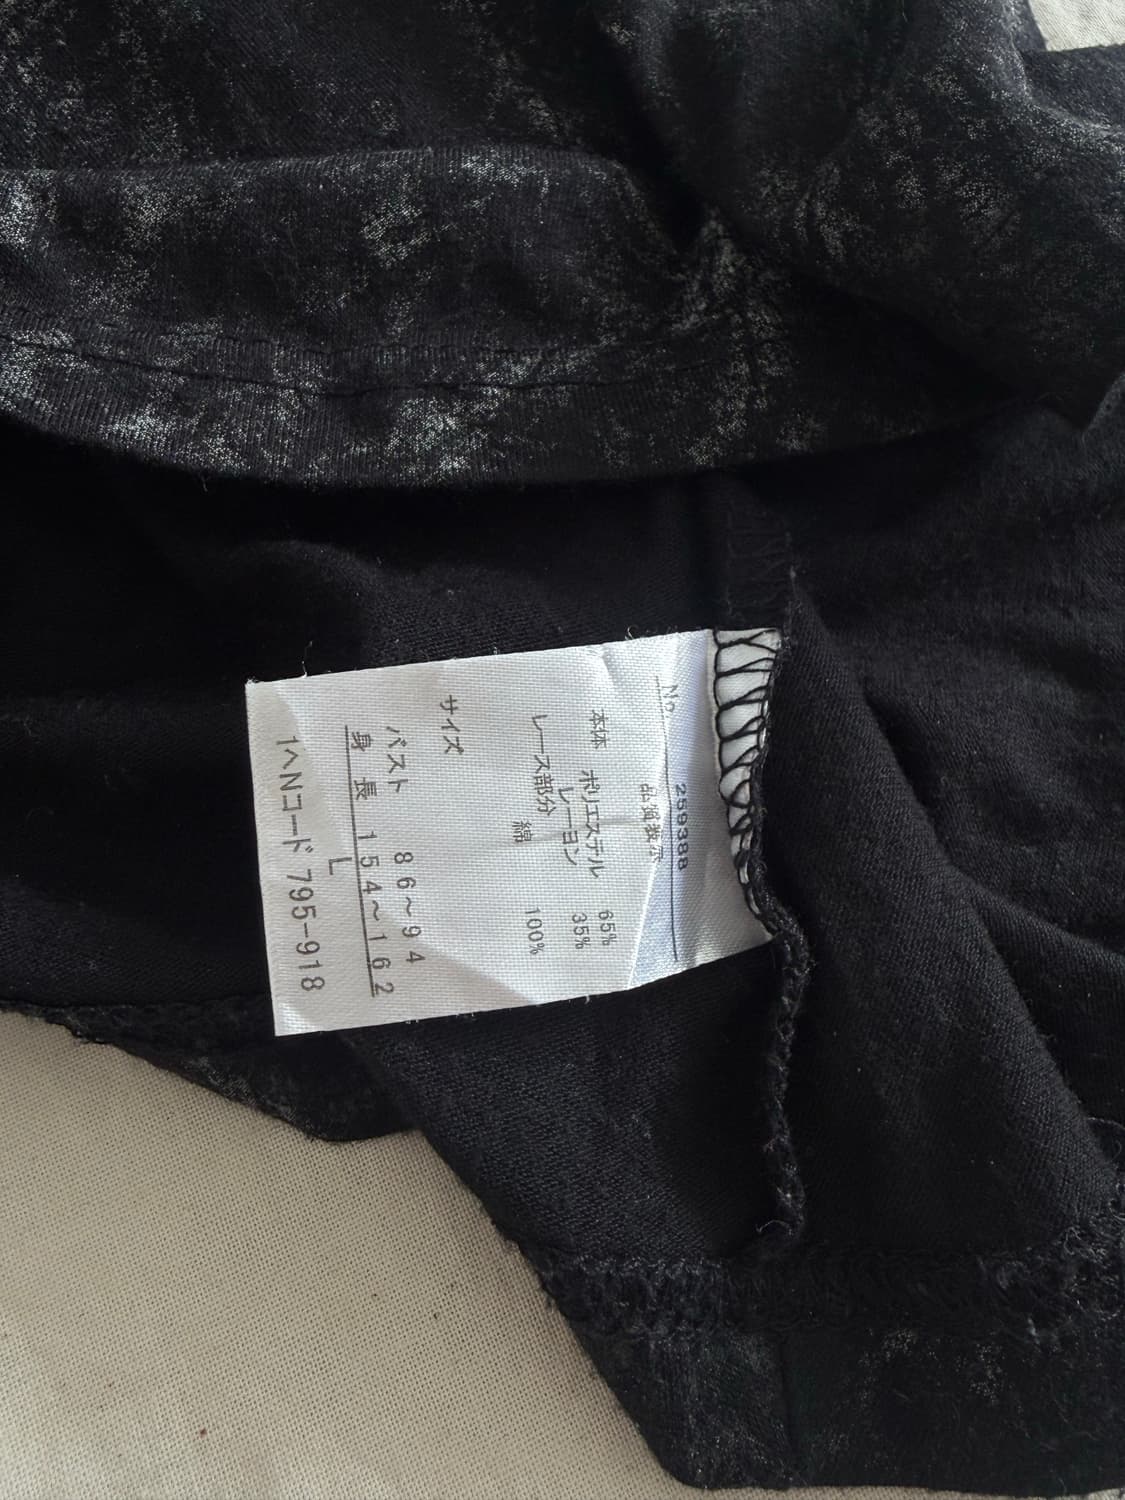 No. 259388
品質表示
本体 ポリエステル 65%
レーヨン 35%
レース部分
綿 100%
サイズ
バスト 86~94
身長 154~162
L
1ヘNコード 795-918